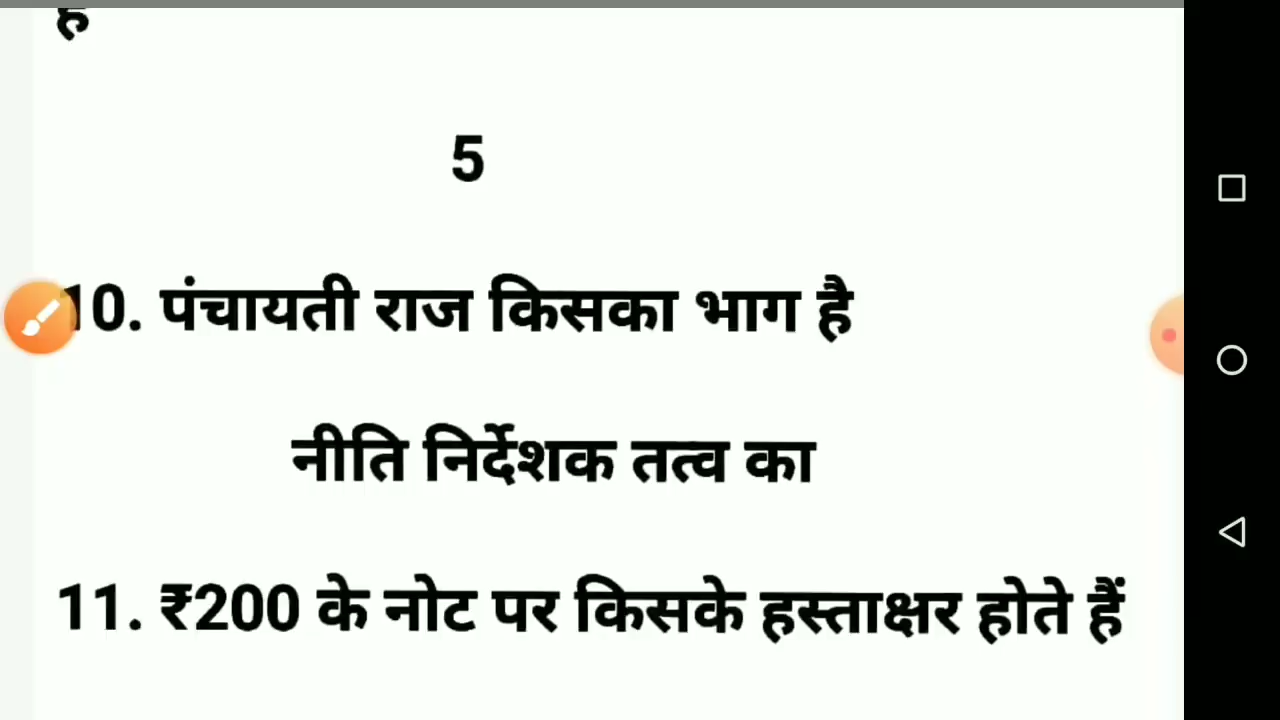 है
5
10. पंचायती राज किसका भाग है
नीति निर्देशक तत्व का
11. ₹200 के नोट पर किसके हस्ताक्षर होते हैं